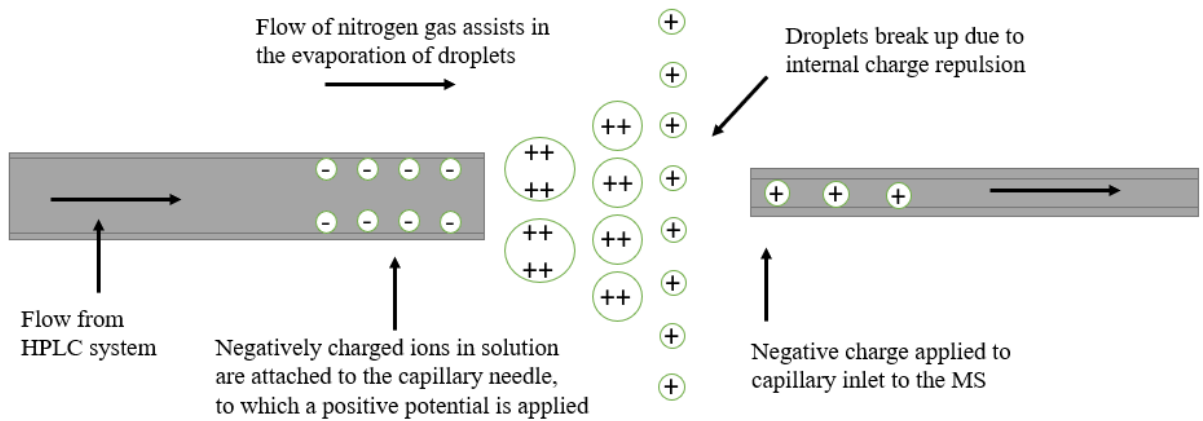 Flow of nitrogen gas assists in
the evaporation of droplets
Droplets break up due to
internal charge repulsion
- - - -
- - - -
++
++
++
++
++
++
++
++
+
+
+
+
+
+
+
+
+ + +
Flow from
HPLC system
Negatively charged ions in solution
are attached to the capillary needle,
to which a positive potential is applied
Negative charge applied to
capillary inlet to the MS